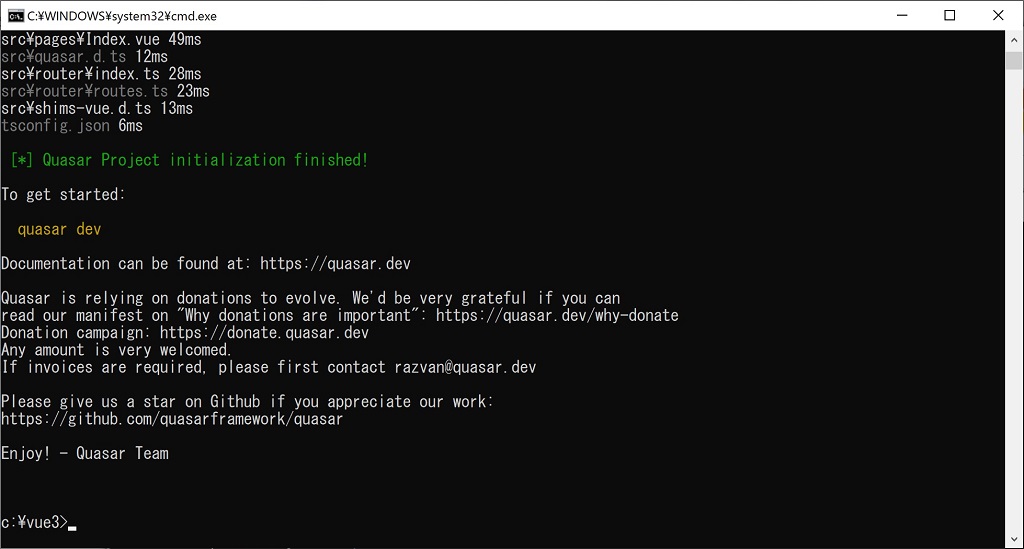 C:¥WINDOWS¥system32¥cmd.exe
src¥pages¥Index.vue 49ms
src¥quasar.d.ts 12ms
src¥router¥index.ts 28ms
src¥router¥routes.ts 23ms
src¥shims-vue.d.ts 13ms
tsconfig.json 6ms
[*] Quasar Project initialization finished!
To get started:
quasar dev
Documentation can be found at: https://quasar.dev
Quasar is relying on donations to evolve. We'd be very grateful if you can
read our manifest on "Why donations are important": https://quasar.dev/why-donate
Donation campaign: https://donate.quasar.dev
Any amount is very welcomed.
If invoices are required, please first contact razvan@quasar.dev
Please give us a star on Github if you appreciate our work:
https://github.com/quasarframework/quasar
Enjoy! - Quasar Team
c:¥vue3>